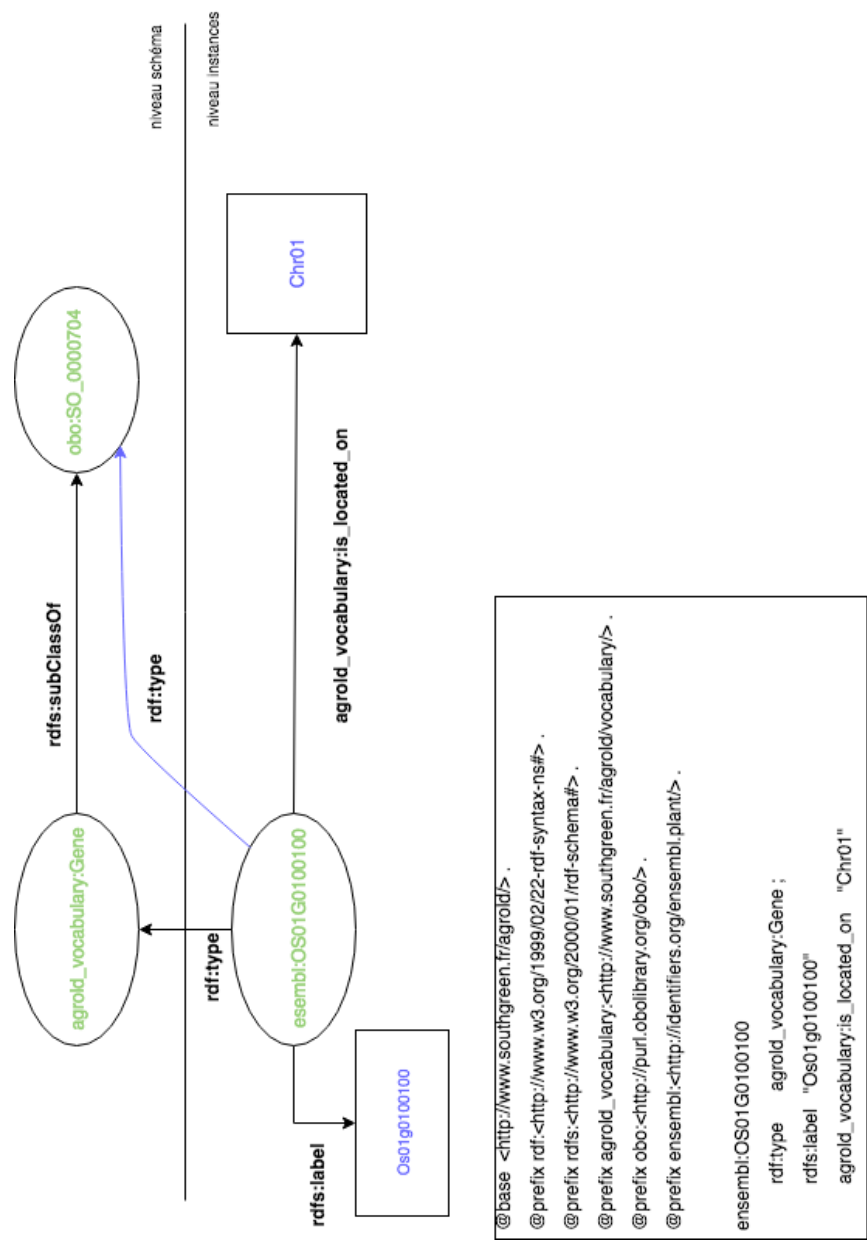 niveau schéma
niveau instances
agrold_vocabulary:Gene
rdfs:subClassOf
obo:SO_0000704
rdf:type
rdf:type
esembl:OS01G0100100
agrold_vocabulary:is_located_on
Chr01
rdfs:label
Os01g0100100
@base <http://www.southgreen.fr/agrold/> .
@prefix rdf:<http://www.w3.org/1999/02/22-rdf-syntax-ns#> .
@prefix rdfs:<http://www.w3.org/2000/01/rdf-schema#> .
@prefix agrold_vocabulary:<http://www.southgreen.fr/agrold/vocabulary/> .
@prefix obo:<http://purl.obolibrary.org/obo/> .
@prefix ensembl:<http://identifiers.org/ensembl.plant/> .
ensembl:OS01G0100100
rdf:type agrold_vocabulary:Gene ;
rdfs:label "Os01g0100100"
agrold_vocabulary:is_located_on "Chr01"